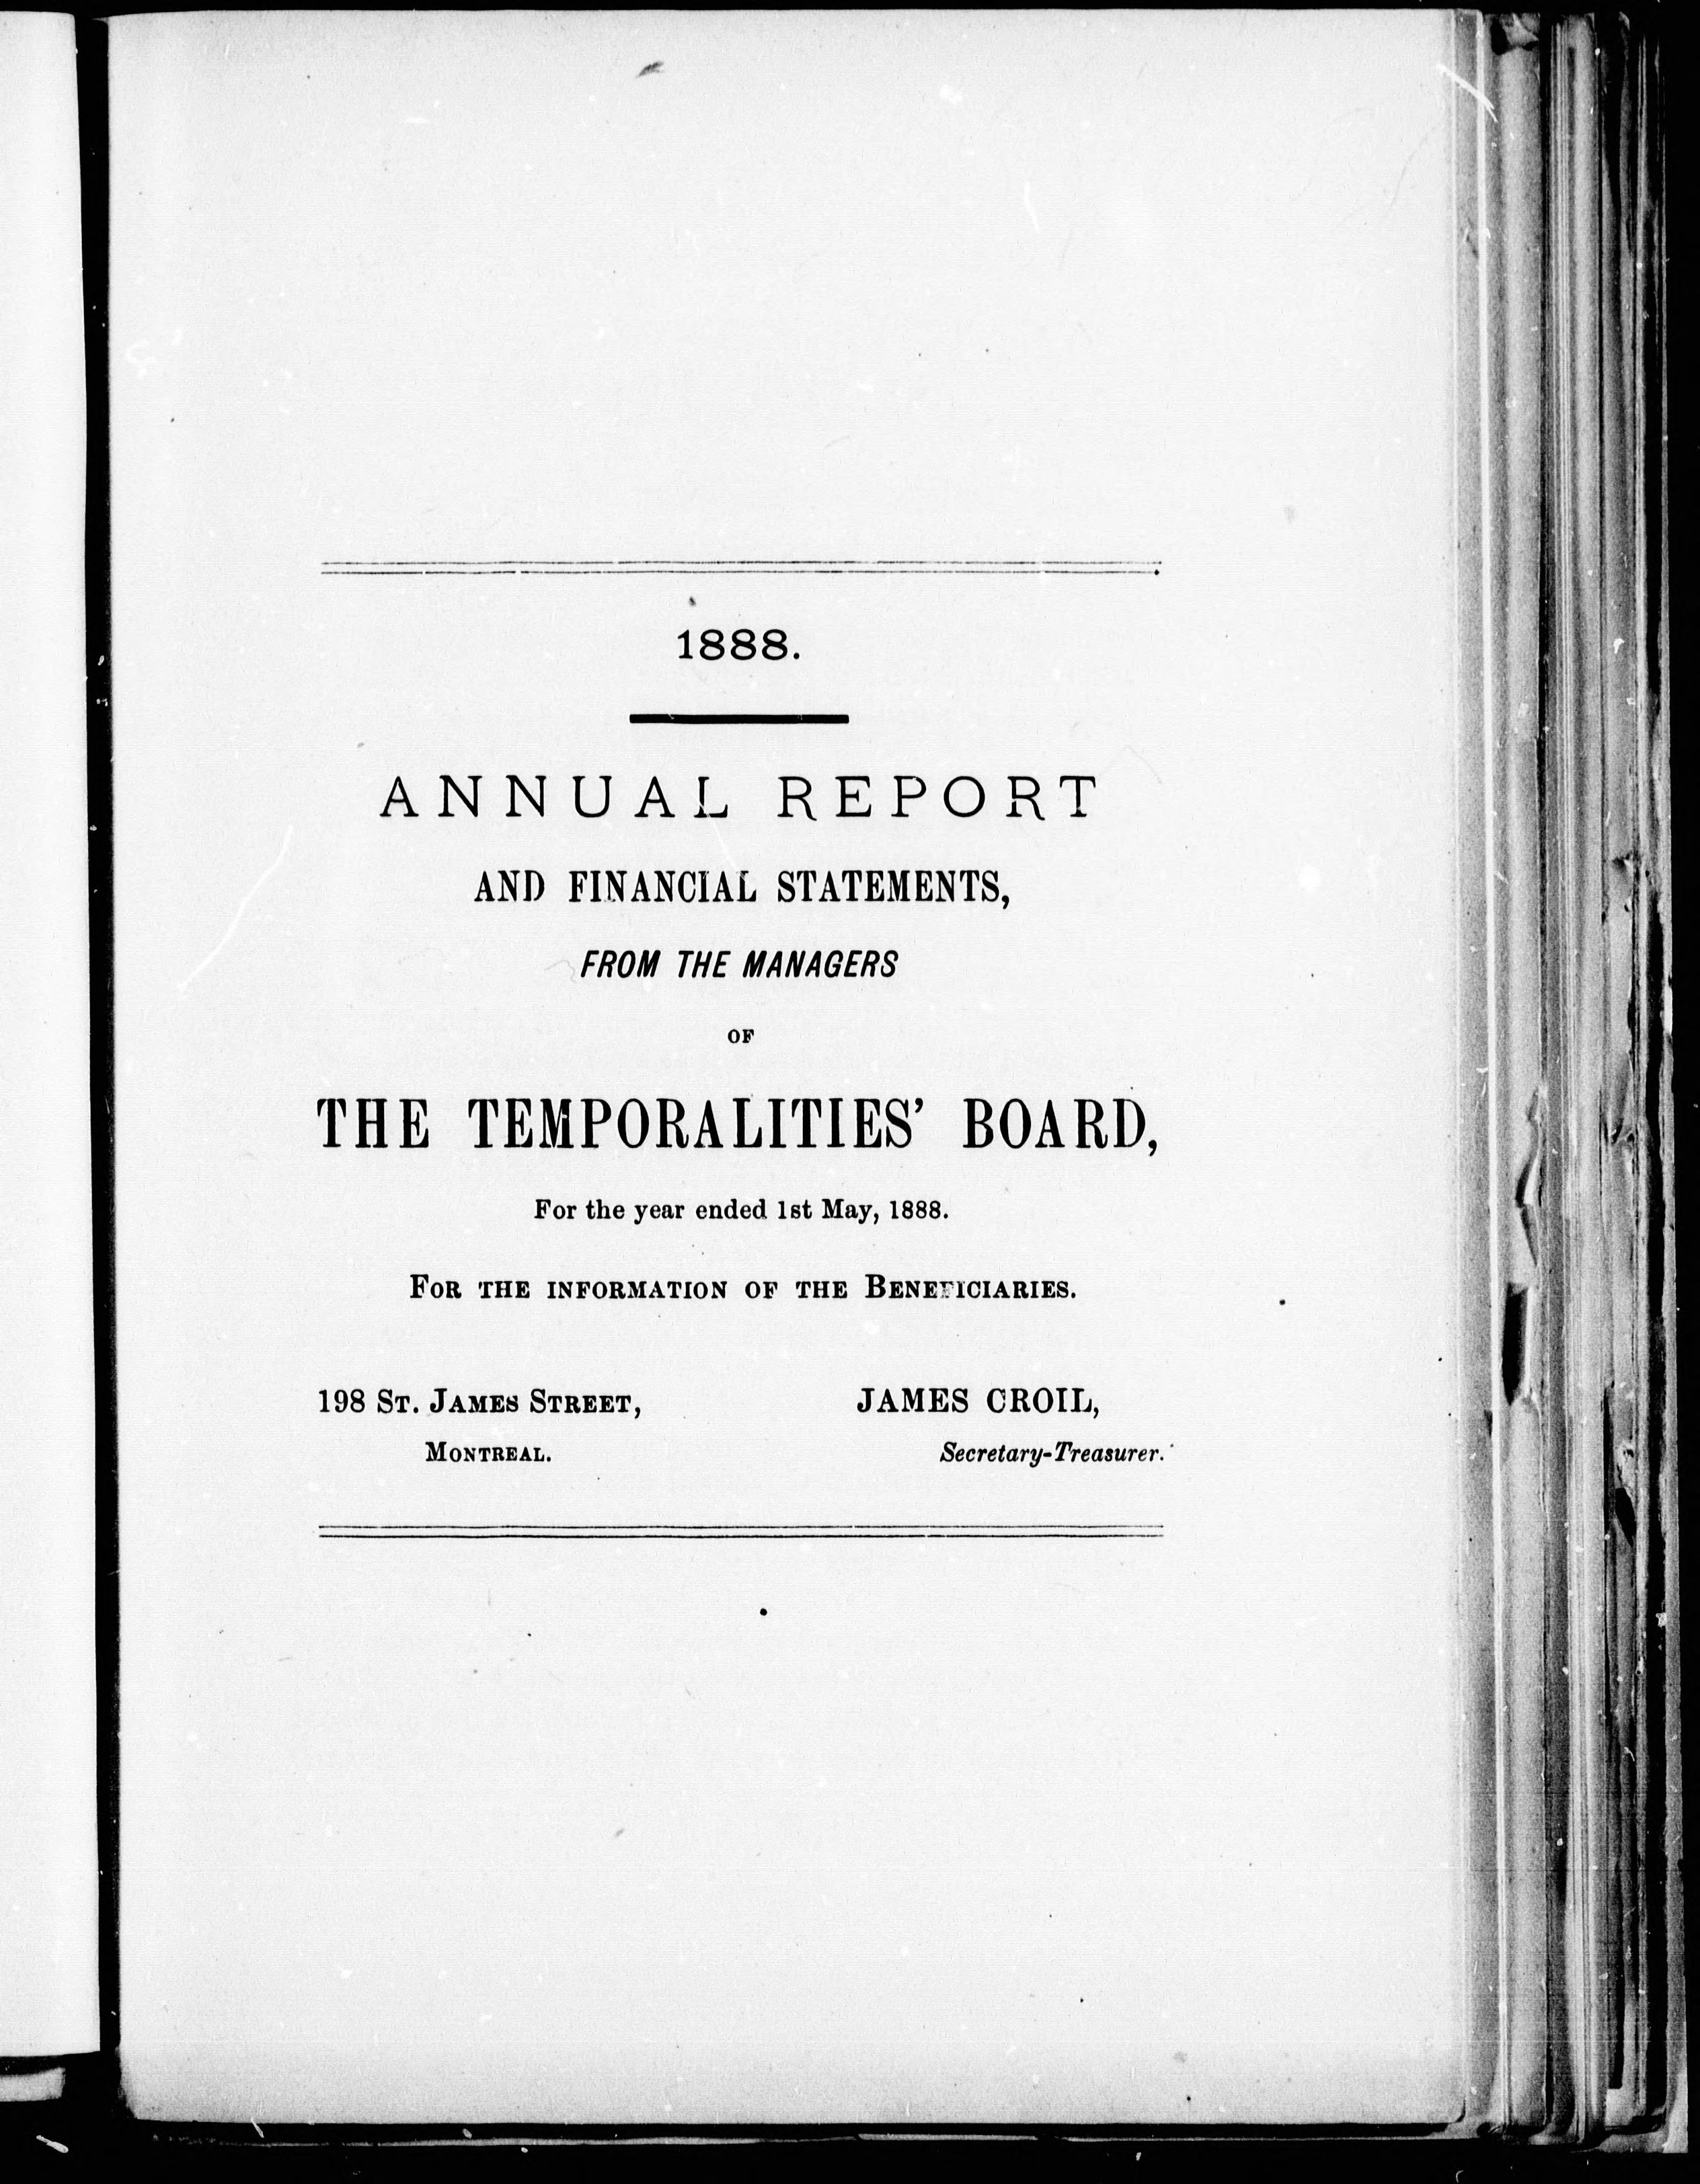 1888.
ANNUAL REPORT
AND FINANCIAL STATEMENTS,
FROM THE MANAGERS
OF
THE TEMPORALITIES' BOARD,
For the year ended 1st May, 1888.
FOR THE INFORMATION OF THE BENEFICIARIES.
198 ST. JAMES STREET,
MONTREAL.
JAMES CROIL,
Secretary-Treasurer.